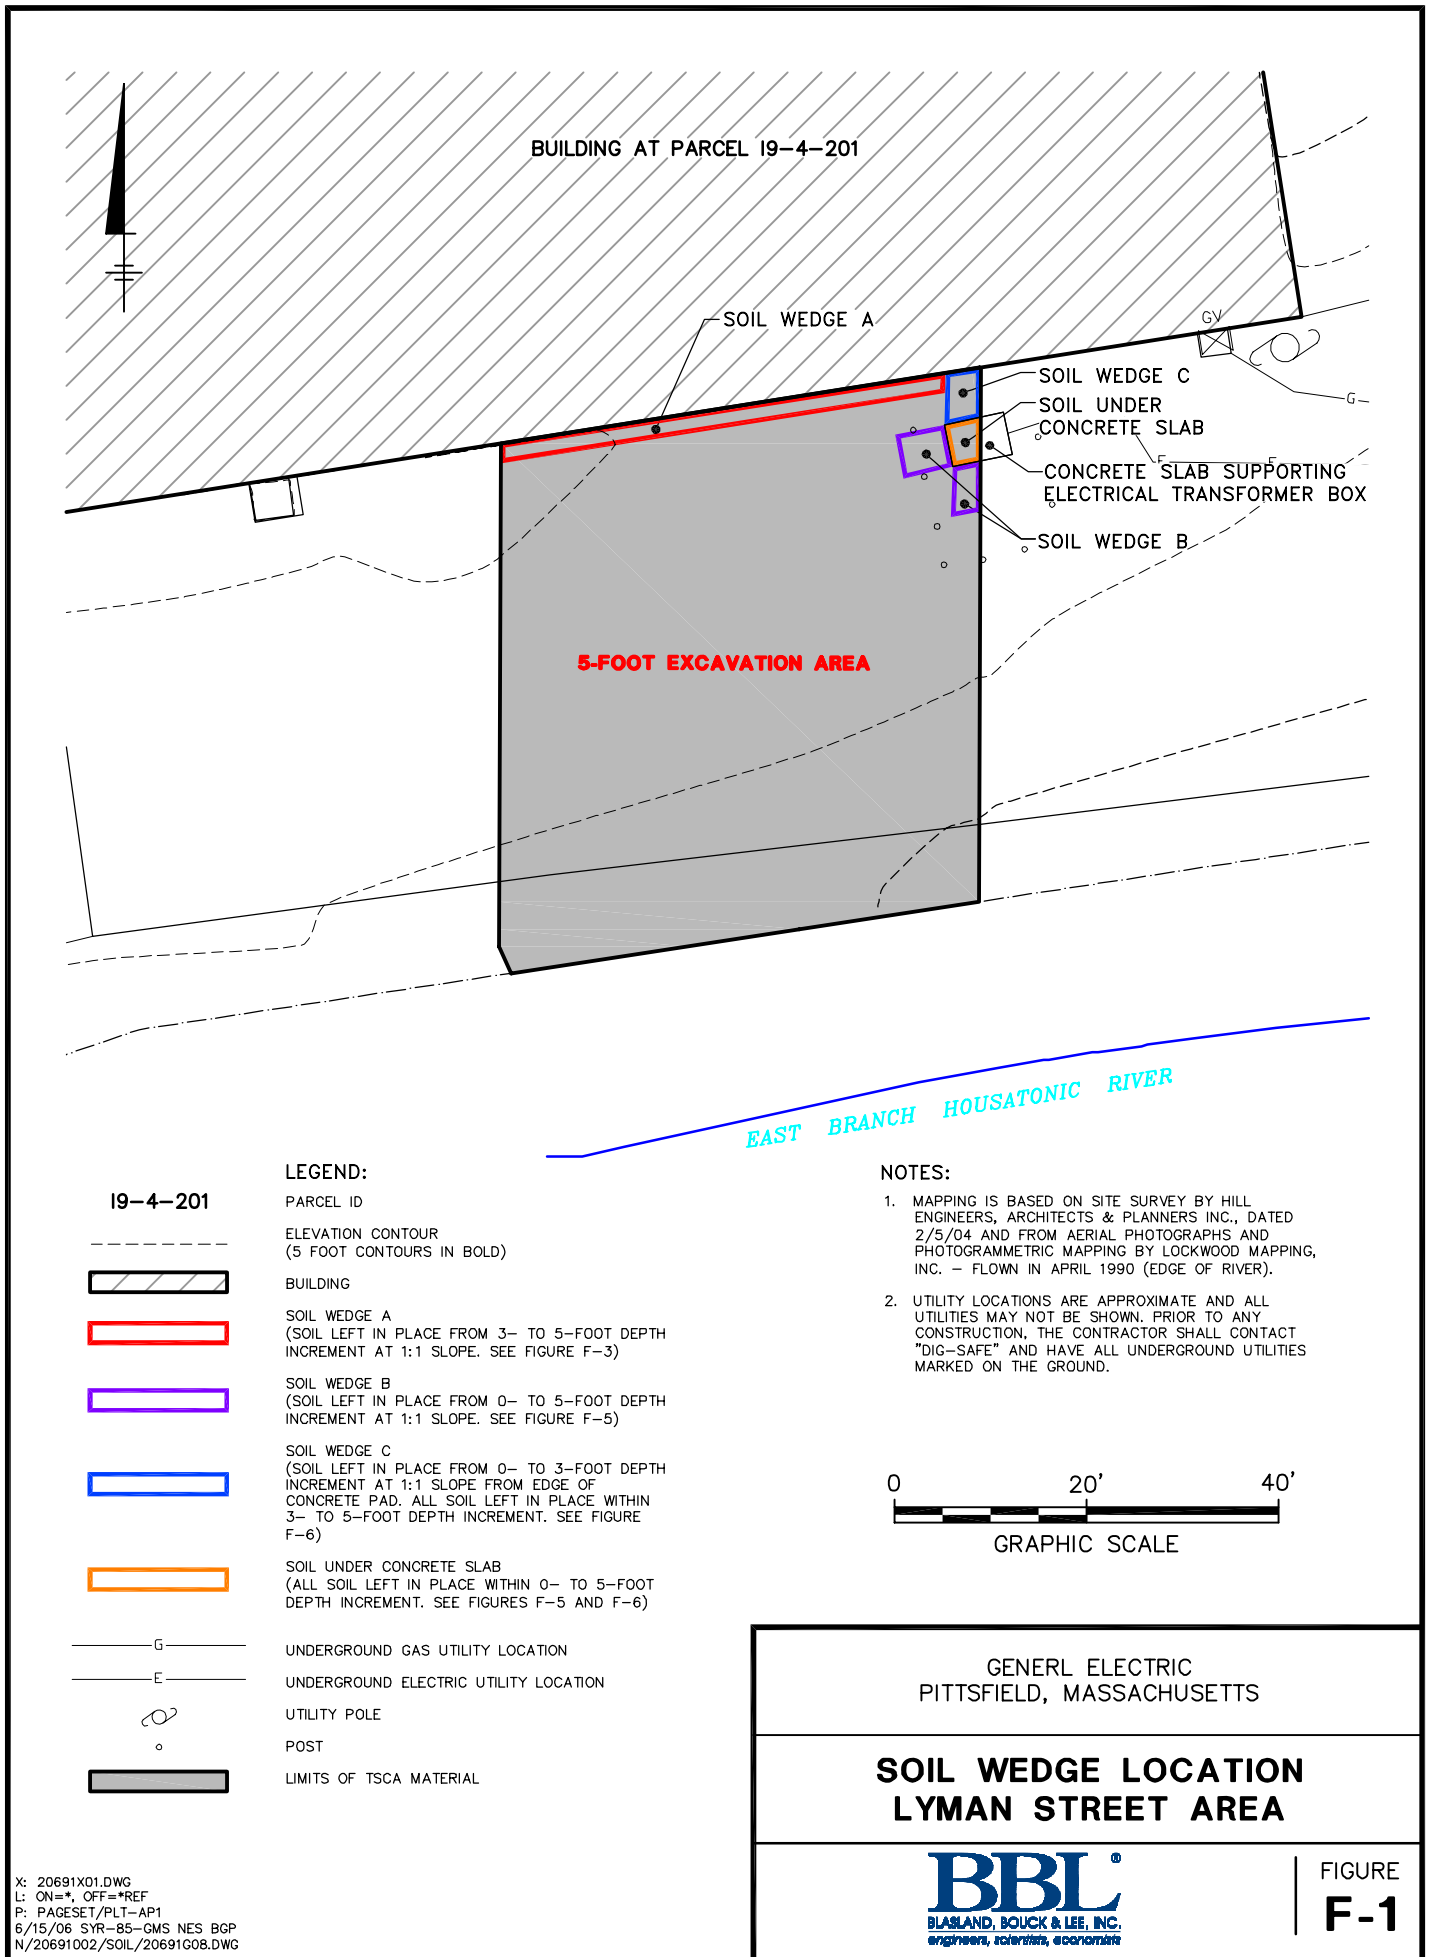 BUILDING AT PARCEL I9-4-201
SOIL WEDGE A
GV
SOIL WEDGE C
SOIL UNDER
CONCRETE SLAB
G
E
E
CONCRETE SLAB SUPPORTING
ELECTRICAL TRANSFORMER BOX
SOIL WEDGE B
5-FOOT EXCAVATION AREA
EAST BRANCH HOUSATONIC RIVER
LEGEND:
I9-4-201 PARCEL ID
ELEVATION CONTOUR
(5 FOOT CONTOURS IN BOLD)
BUILDING
SOIL WEDGE A
(SOIL LEFT IN PLACE FROM 3- TO 5-FOOT DEPTH
INCREMENT AT 1:1 SLOPE. SEE FIGURE F-3)
SOIL WEDGE B
(SOIL LEFT IN PLACE FROM 0- TO 5-FOOT DEPTH
INCREMENT AT 1:1 SLOPE. SEE FIGURE F-5)
SOIL WEDGE C
(SOIL LEFT IN PLACE FROM 0- TO 3-FOOT DEPTH
INCREMENT AT 1:1 SLOPE FROM EDGE OF
CONCRETE PAD. ALL SOIL LEFT IN PLACE WITHIN
3- TO 5-FOOT DEPTH INCREMENT. SEE FIGURE
F-6)
SOIL UNDER CONCRETE SLAB
(ALL SOIL LEFT IN PLACE WITHIN 0- TO 5-FOOT
DEPTH INCREMENT. SEE FIGURES F-5 AND F-6)
G UNDERGROUND GAS UTILITY LOCATION
E UNDERGROUND ELECTRIC UTILITY LOCATION
UTILITY POLE
POST
LIMITS OF TSCA MATERIAL
NOTES:
1. MAPPING IS BASED ON SITE SURVEY BY HILL
ENGINEERS, ARCHITECTS & PLANNERS INC., DATED
2/5/04 AND FROM AERIAL PHOTOGRAPHS AND
PHOTOGRAMMETRIC MAPPING BY LOCKWOOD MAPPING,
INC. - FLOWN IN APRIL 1990 (EDGE OF RIVER).
2. UTILITY LOCATIONS ARE APPROXIMATE AND ALL
UTILITIES MAY NOT BE SHOWN. PRIOR TO ANY
CONSTRUCTION, THE CONTRACTOR SHALL CONTACT
"DIG-SAFE" AND HAVE ALL UNDERGROUND UTILITIES
MARKED ON THE GROUND.
0 20' 40'
GRAPHIC SCALE
GENERL ELECTRIC
PITTSFIELD, MASSACHUSETTS
SOIL WEDGE LOCATION
LYMAN STREET AREA
BBL®
BLASLAND, BOUCK & LEE, INC.
engineers, scientists, economists
FIGURE
F-1
X: 20691X01.DWG
L: ON=*, OFF=*REF
P: PAGESET/PLT-AP1
6/15/06 SYR-85-GMS NES BGP
N/20691002/SOIL/20691G08.DWG